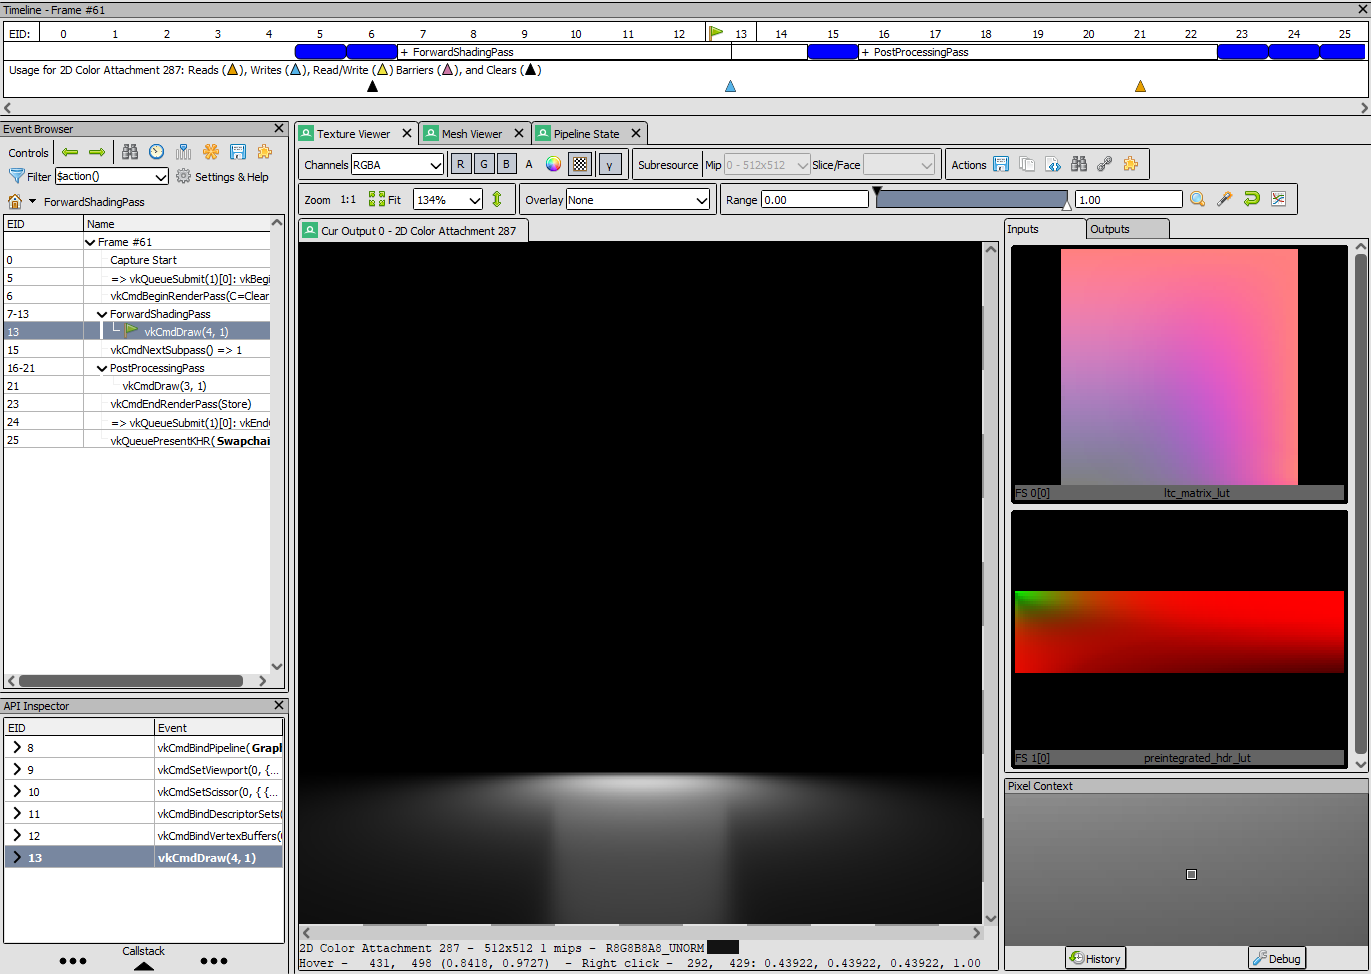 Timeline - Frame #61
EID: 0 1 2 3 4 5 6 7 8 9 10 11 12 13 14 15 16 17 18 19 20 21 22 23 24 25
+ ForwardShadingPass + PostProcessingPass
Usage for 2D Color Attachment 287: Reads ( ), Writes ( ), Read/Write ( ) Barriers ( ), and Clears ( )
Event Browser
Controls
Filter $action() Settings & Help
ForwardShadingPass
EID Name
Frame #61
0 Capture Start
5 => vkQueueSubmit(1)[0]: vkBegi
6 vkCmdBeginRenderPass(C=Clear
7-13 ForwardShadingPass
13 vkCmdDraw(4, 1)
15 vkCmdNextSubpass() => 1
16-21 PostProcessingPass
21 vkCmdDraw(3, 1)
23 vkCmdEndRenderPass(Store)
24 => vkQueueSubmit(1)[0]: vkEnd
25 vkQueuePresentKHR(Swapchai
API Inspector
EID Event
8 vkCmdBindPipeline(Grapl
9 vkCmdSetViewport(0, {...
10 vkCmdSetScissor(0, { {...
11 vkCmdBindDescriptorSets(
12 vkCmdBindVertexBuffers(
13 vkCmdDraw(4, 1)
Callstack
Texture Viewer Mesh Viewer Pipeline State
Channels RGBA R G B A γ Subresource Mip 0 - 512x512 Slice/Face Actions
Zoom 1:1 Fit 134% Overlay None Range 0.00 1.00
Cur Output 0 - 2D Color Attachment 287
2D Color Attachment 287 - 512x512 1 mips - R8G8B8A8_UNORM
Hover - 431, 498 (0.8418, 0.9727) - Right click - 292, 429: 0.43922, 0.43922, 0.43922, 1.00
Inputs Outputs
FS 0[0] ltc_matrix_lut
FS 1[0] preintegrated_hdr_lut
Pixel Context
History Debug